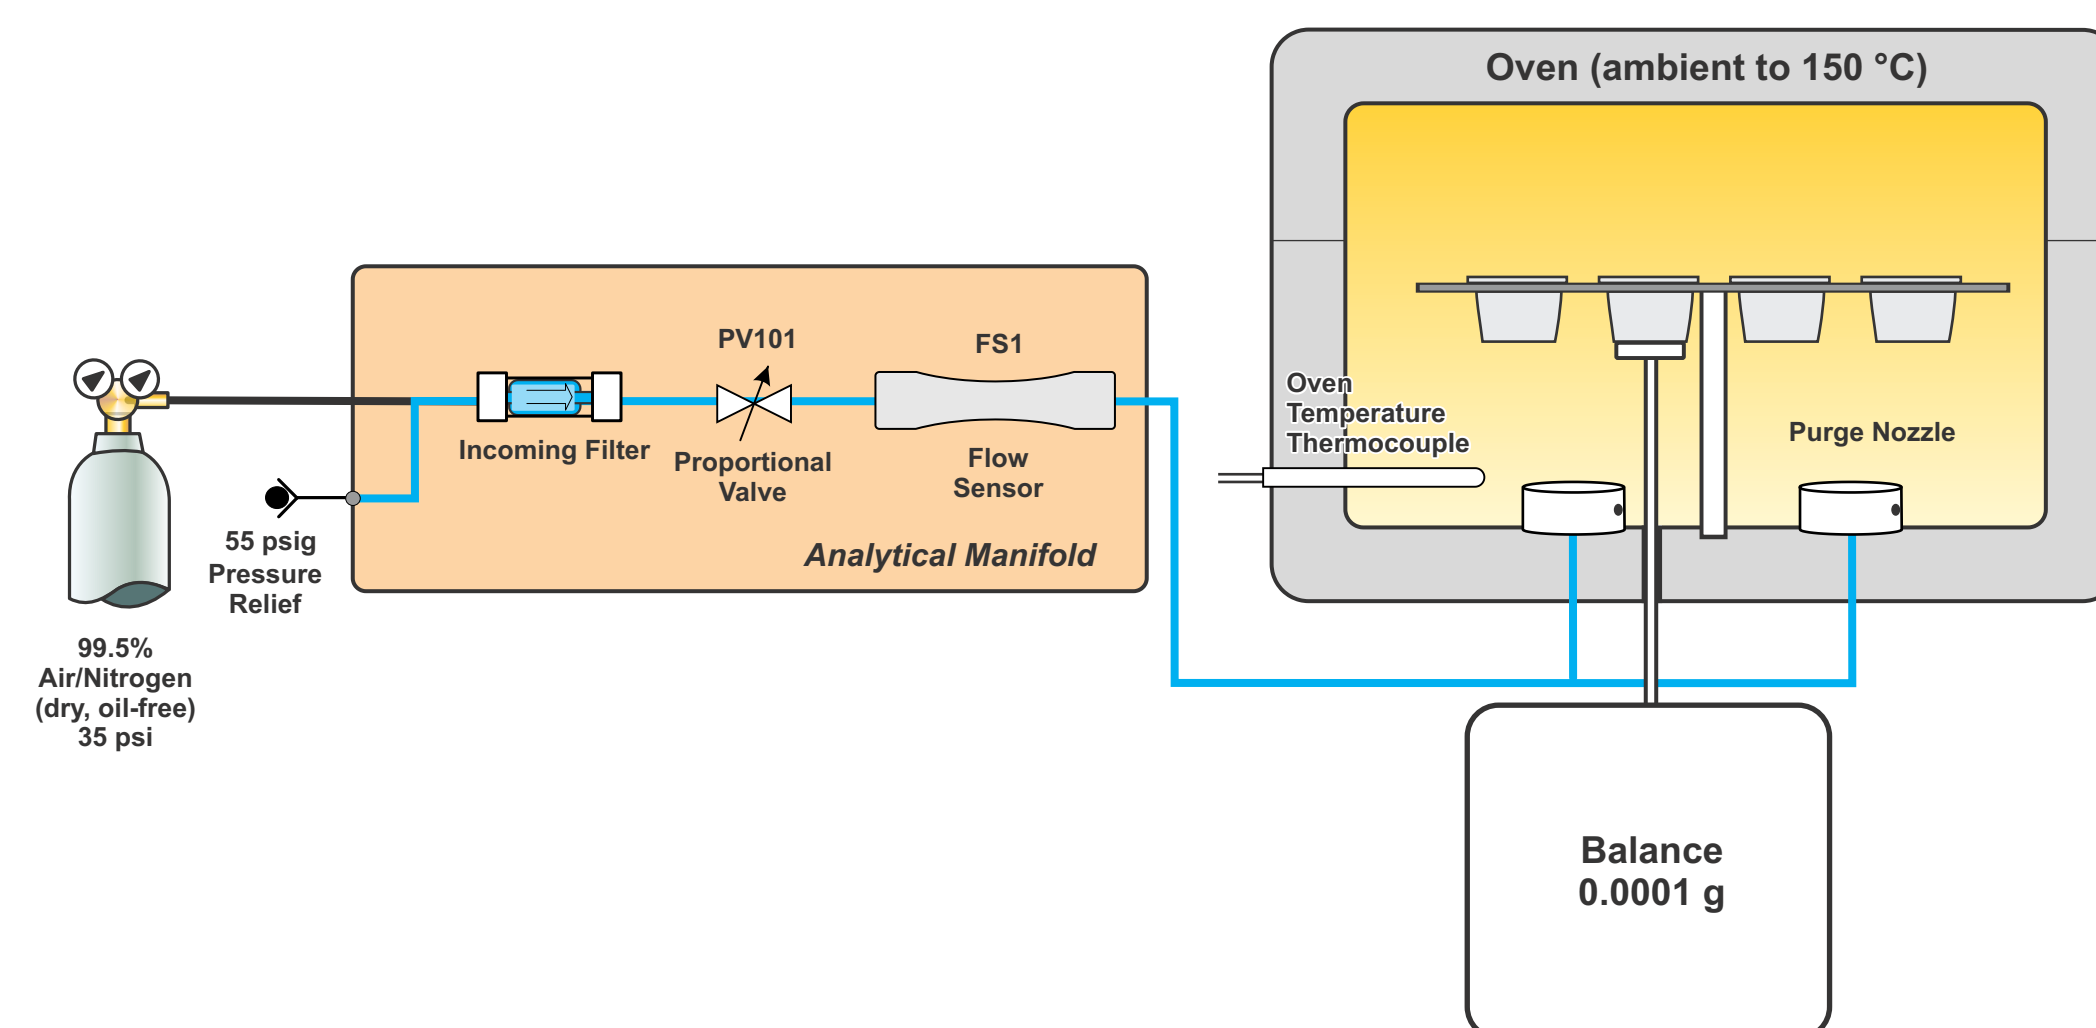 Oven (ambient to 150 °C)
PV101
FS1
Oven
Temperature
Thermocouple
Purge Nozzle
Incoming Filter
Proportional
Valve
Flow
Sensor
55 psig
Pressure
Relief
Analytical Manifold
99.5%
Air/Nitrogen
(dry, oil-free)
35 psi
Balance
0.0001 g